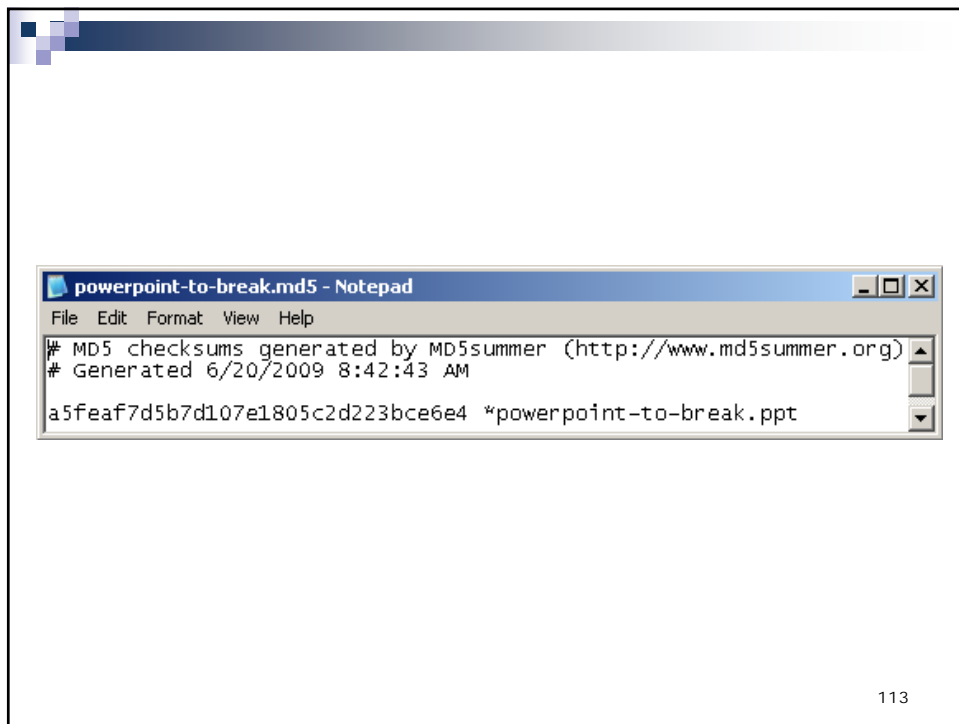 powerpoint-to-break.md5 - Notepad
File Edit Format View Help
# MD5 checksums generated by MD5summer (http://www.md5summer.org)
# Generated 6/20/2009 8:42:43 AM
a5feaf7d5b7d107e1805c2d223bce6e4 *powerpoint-to-break.ppt
113